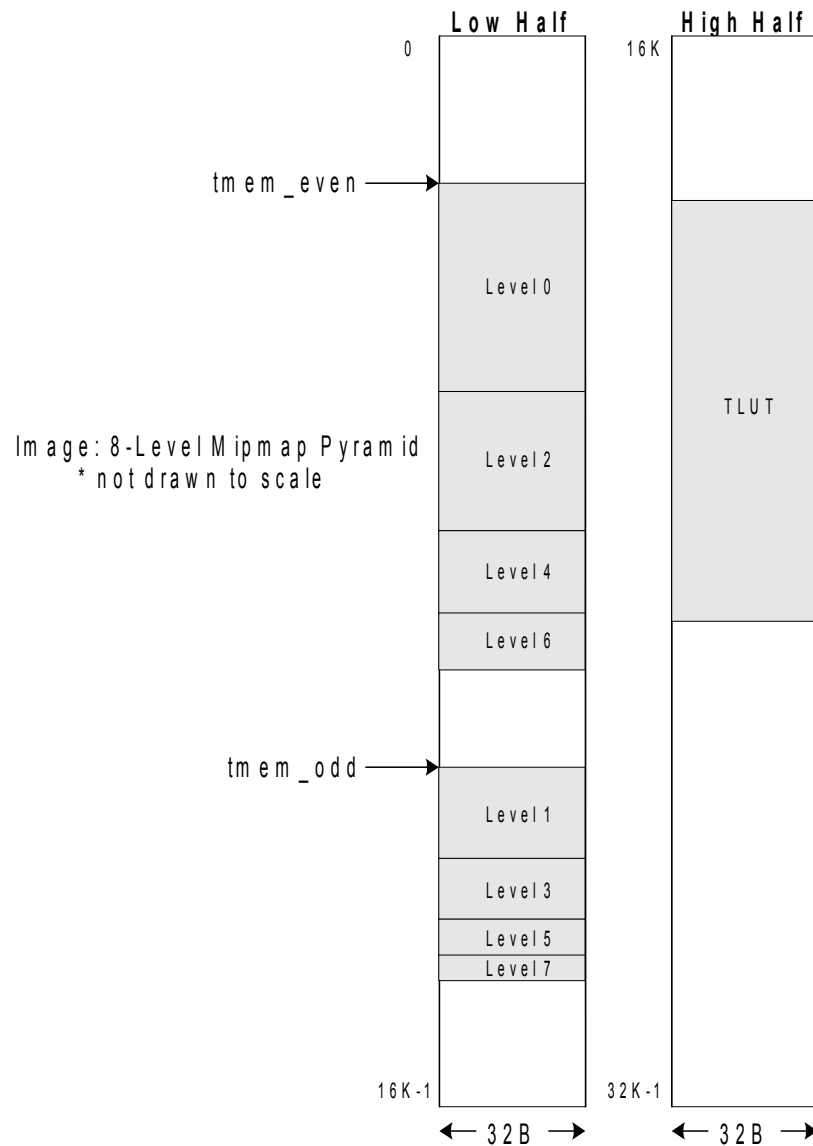 Low Half
High Half
0
16K
tmem_even
Level 0
TLUT
Image: 8-Level Mipmap Pyramid
* not drawn to scale
Level 2
Level 4
Level 6
tmem_odd
Level 1
Level 3
Level 5
Level 7
16K-1
32K-1
32B
32B